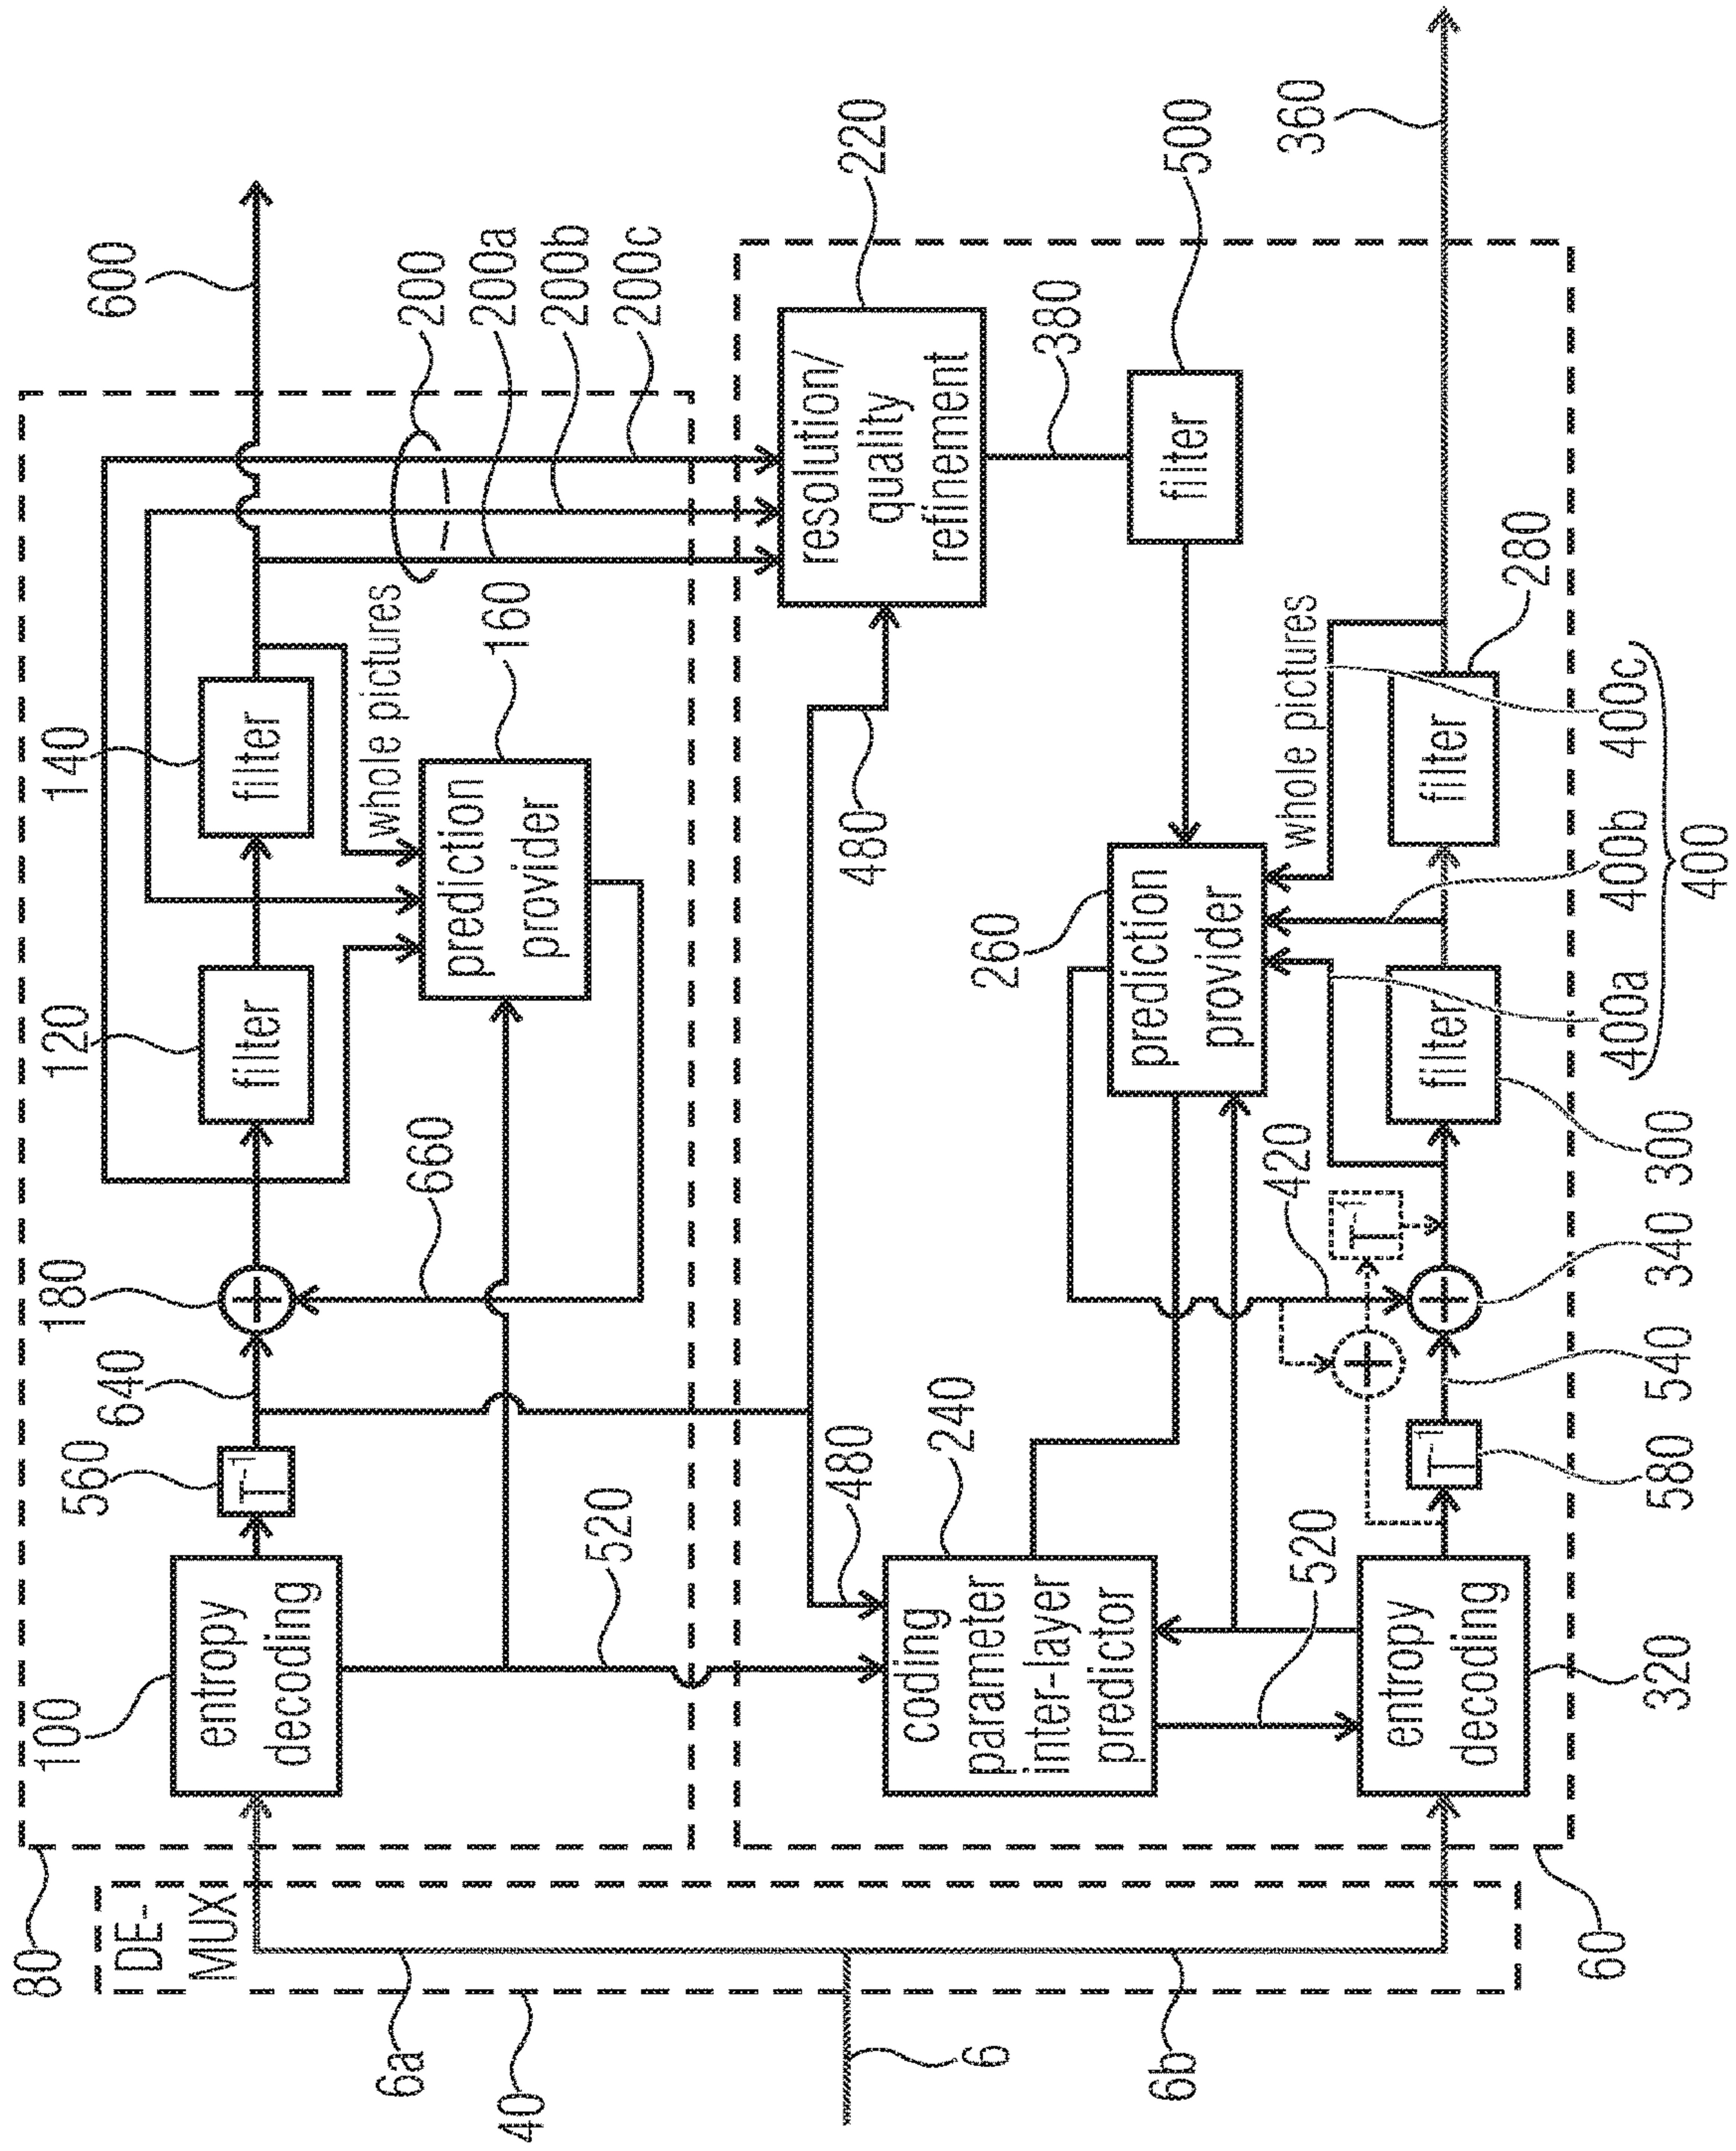 80
100
560
640
180
120
140
600
DE-
MUX
entropy
decoding
T-1
filter
filter
whole pictures
200
200a
200b
200c
6a
40
520
660
prediction
provider
160
6
480
480
220
resolution/
quality
refinement
380
coding
parameter
inter-layer
predictor
240
260
prediction
provider
filter
500
6b
520
420
whole pictures
360
T-1
entropy
decoding
T-1
filter
filter
280
60
320
580
540
340
300
400a
400b
400c
400